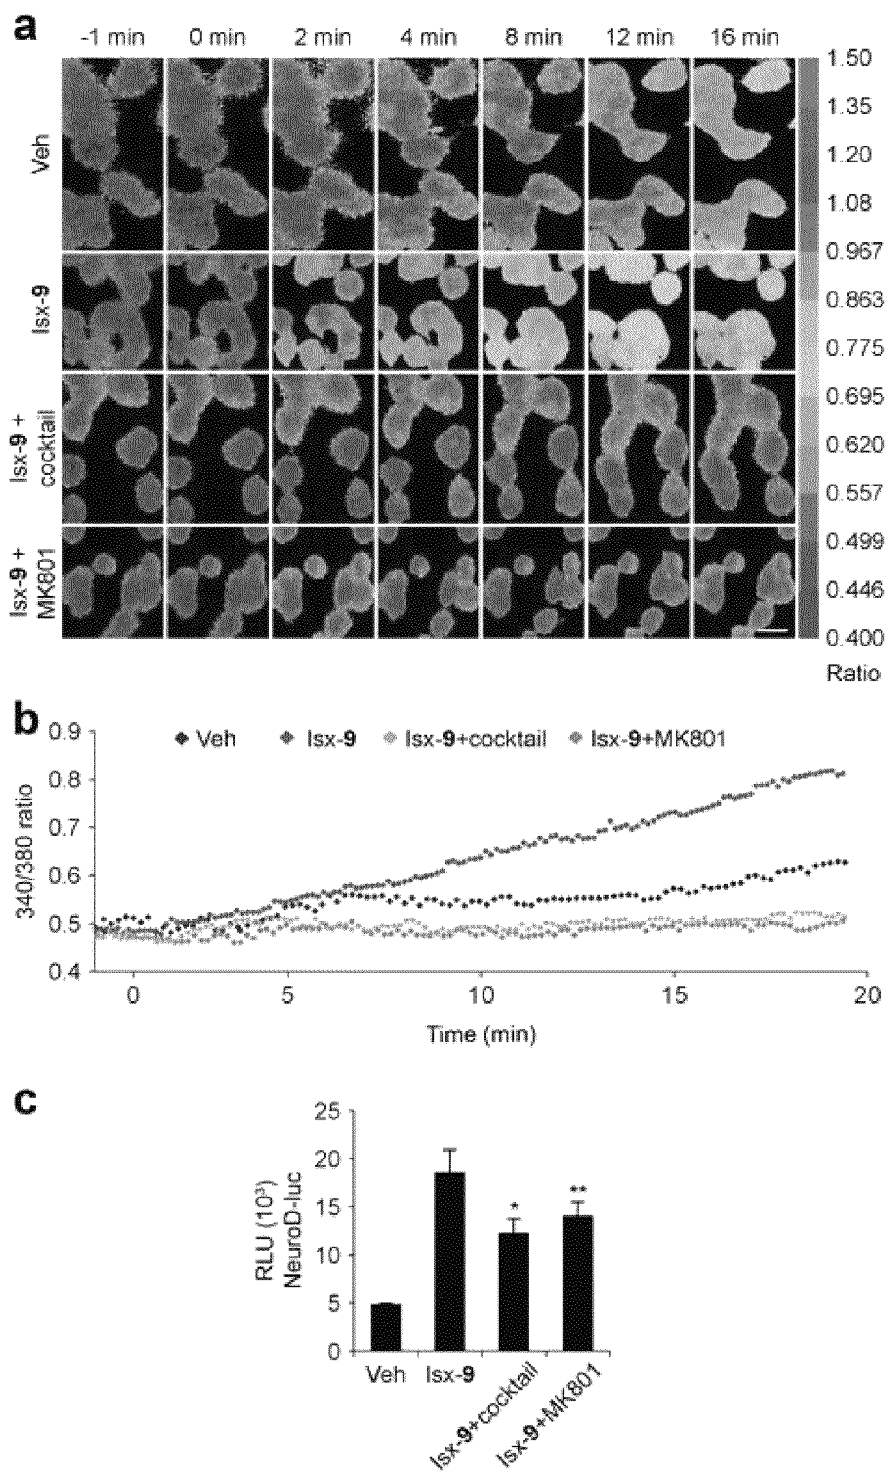 a
-1 min 0 min 2 min 4 min 8 min 12 min 16 min
Veh
Isx-9
Isx-9 +
cocktail
Isx-9 +
MK801
1.50
1.35
1.20
1.08
0.967
0.863
0.775
0.695
0.620
0.557
0.499
0.446
0.400
Ratio
b
Veh Isx-9 Isx-9+cocktail Isx-9+MK801
340/380 ratio
0.9
0.8
0.7
0.6
0.5
0.4
0 5 10 15 20
Time (min)
c
RLU (10³)
NeuroD-luc
25
20
15
10
5
0
*
**
Veh Isx-9 Isx-9+cocktail Isx-9+MK801